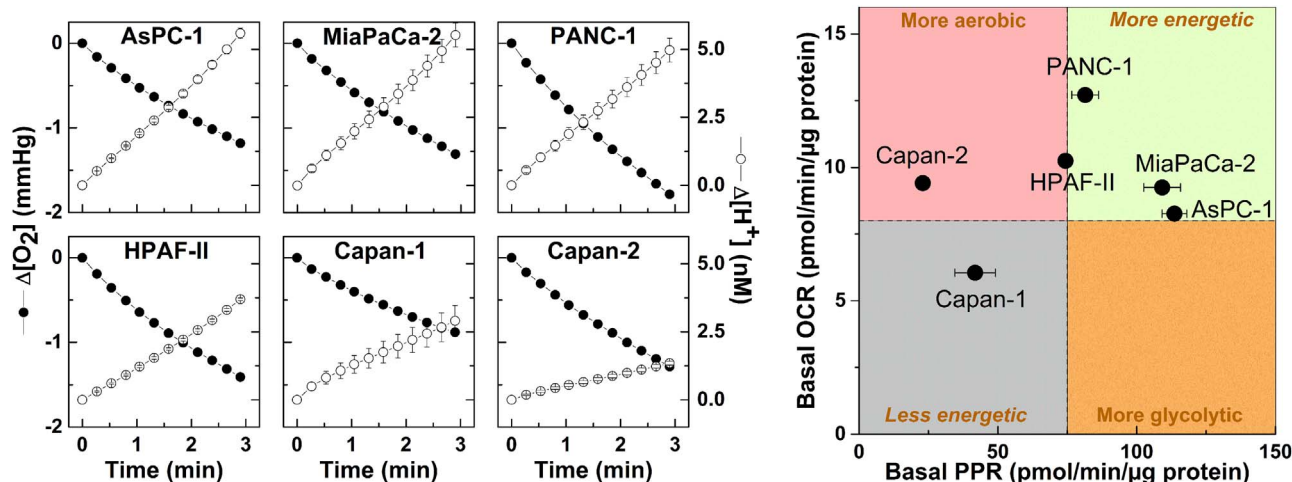 AsPC-1
MiaPaCa-2
PANC-1
0
-1
-2
5.0
2.5
0.0
HPAF-II
Capan-1
Capan-2
0
-1
-2
5.0
2.5
0.0
0 1 2 3
0 1 2 3
0 1 2 3
Time (min)
Time (min)
Time (min)
Δ[O₂] (mmHg)
Δ[H⁺] (nM)
More aerobic
More energetic
PANC-1
Capan-2
HPAF-II
MiaPaCa-2
AsPC-1
Capan-1
Less energetic
More glycolytic
15
10
5
0
0 50 100 150
Basal OCR (pmol/min/µg protein)
Basal PPR (pmol/min/µg protein)